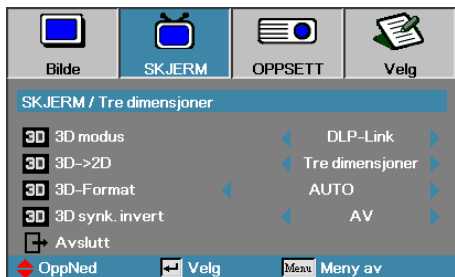 Bilde SKJERM OPPSETT Velg
SKJERM / Tre dimensjoner
3D 3D modus DLP-Link
3D 3D->2D Tre dimensjoner
3D 3D-Format AUTO
3D 3D synk. invert AV
Avslutt
OppNed Velg Menu Meny av